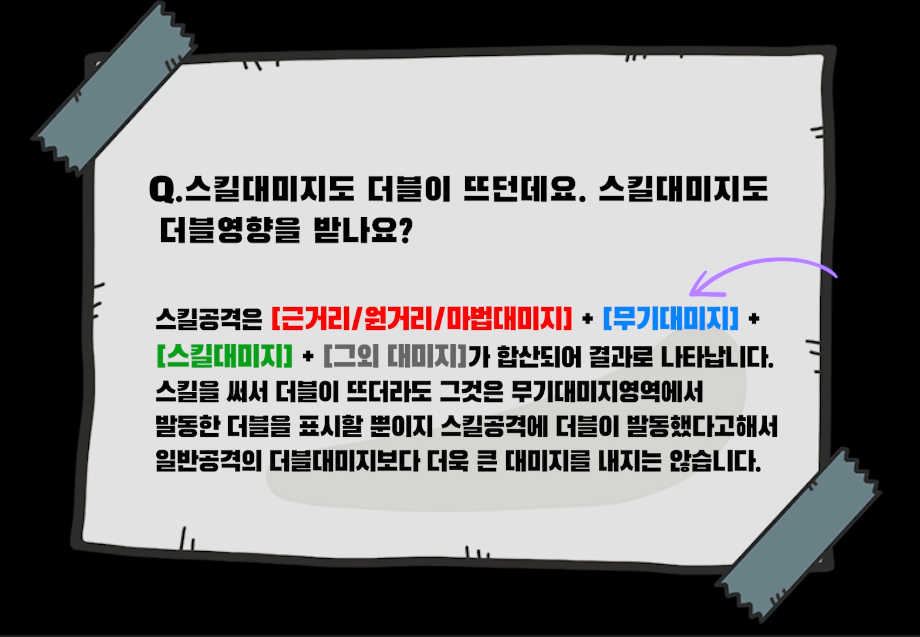 Q.스킬대미지도 더블이 뜨던데요. 스킬대미지도
더블영향을 받나요?
스킬공격은 [근거리/원거리/마법대미지] + [무기대미지] +
[스킬대미지] + [그외 대미지]가 합산되어 결과로 나타납니다.
스킬을 써서 더블이 뜨더라도 그것은 무기대미지영역에서
발동한 더블을 표시할 뿐이지 스킬공격에 더블이 발동했다고해서
일반공격의 더블대미지보다 더욱 큰 대미지를 내지는 않습니다.